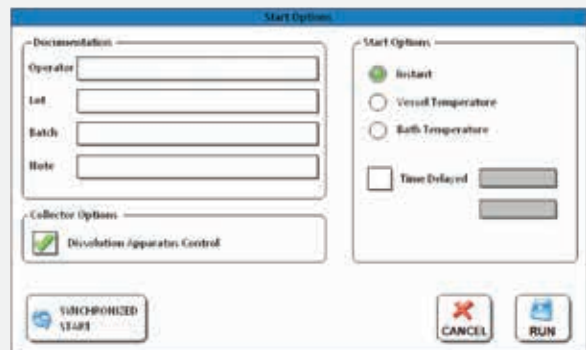 Start Options
Documentation
Operator
Lot
Batch
Note
Collector Options
Dissolution Apparatus Control
SYNCHRONIZED
START
Start Options
Instant
Vessel Temperature
Bath Temperature
Time Delayed
CANCEL
RUN